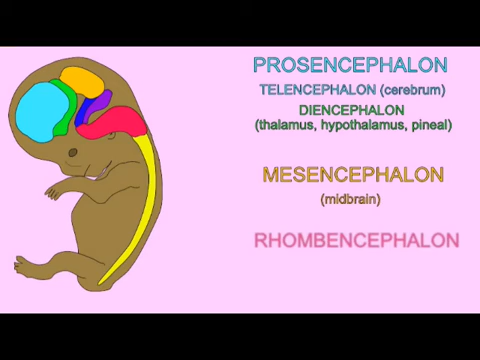 PROSENCEPHALON
TELENCEPHALON (cerebrum)
DIENCEPHALON
(thalamus, hypothalamus, pineal)
MESENCEPHALON
(midbrain)
RHOMBENCEPHALON